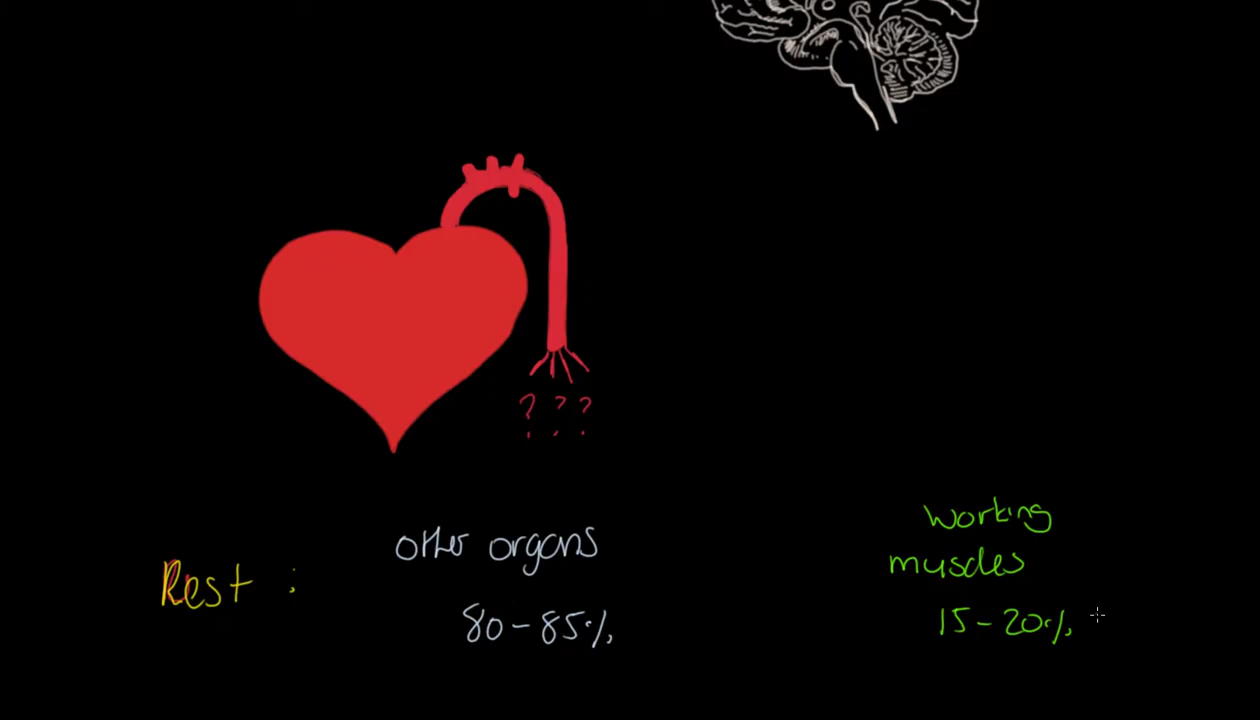 ? ? ?
other organs
working
muscles
Rest :
80-85%
15-20%